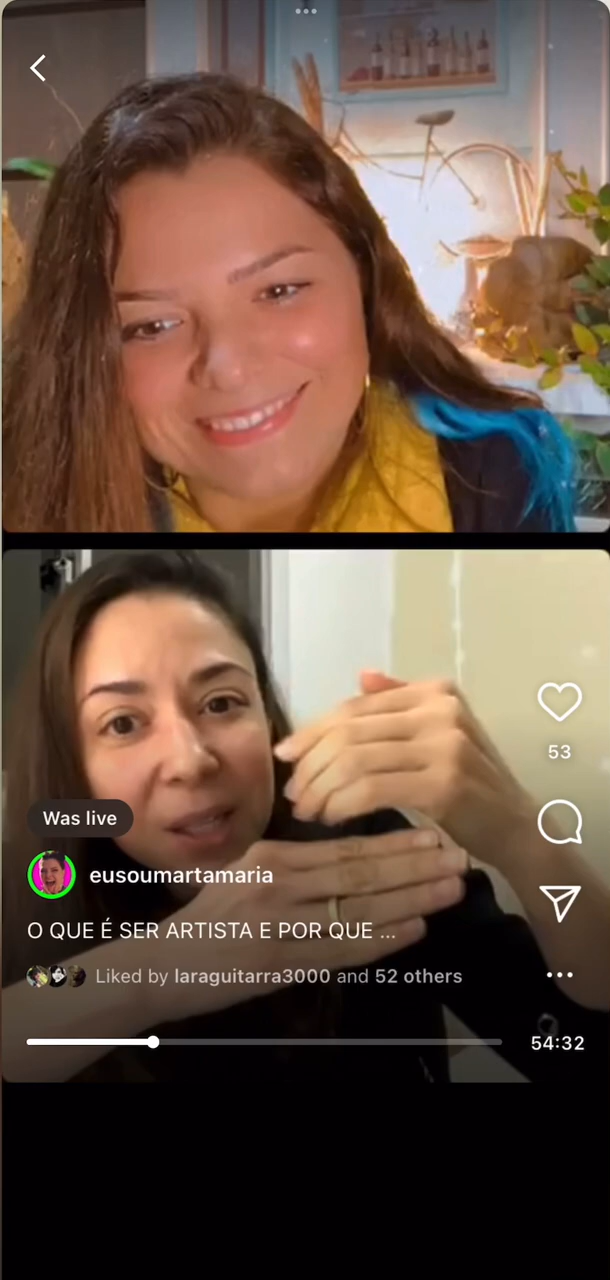 53
Was live
eusoumartamaria
O QUE É SER ARTISTA E POR QUE ...
Liked by laraguitarra3000 and 52 others
54:32